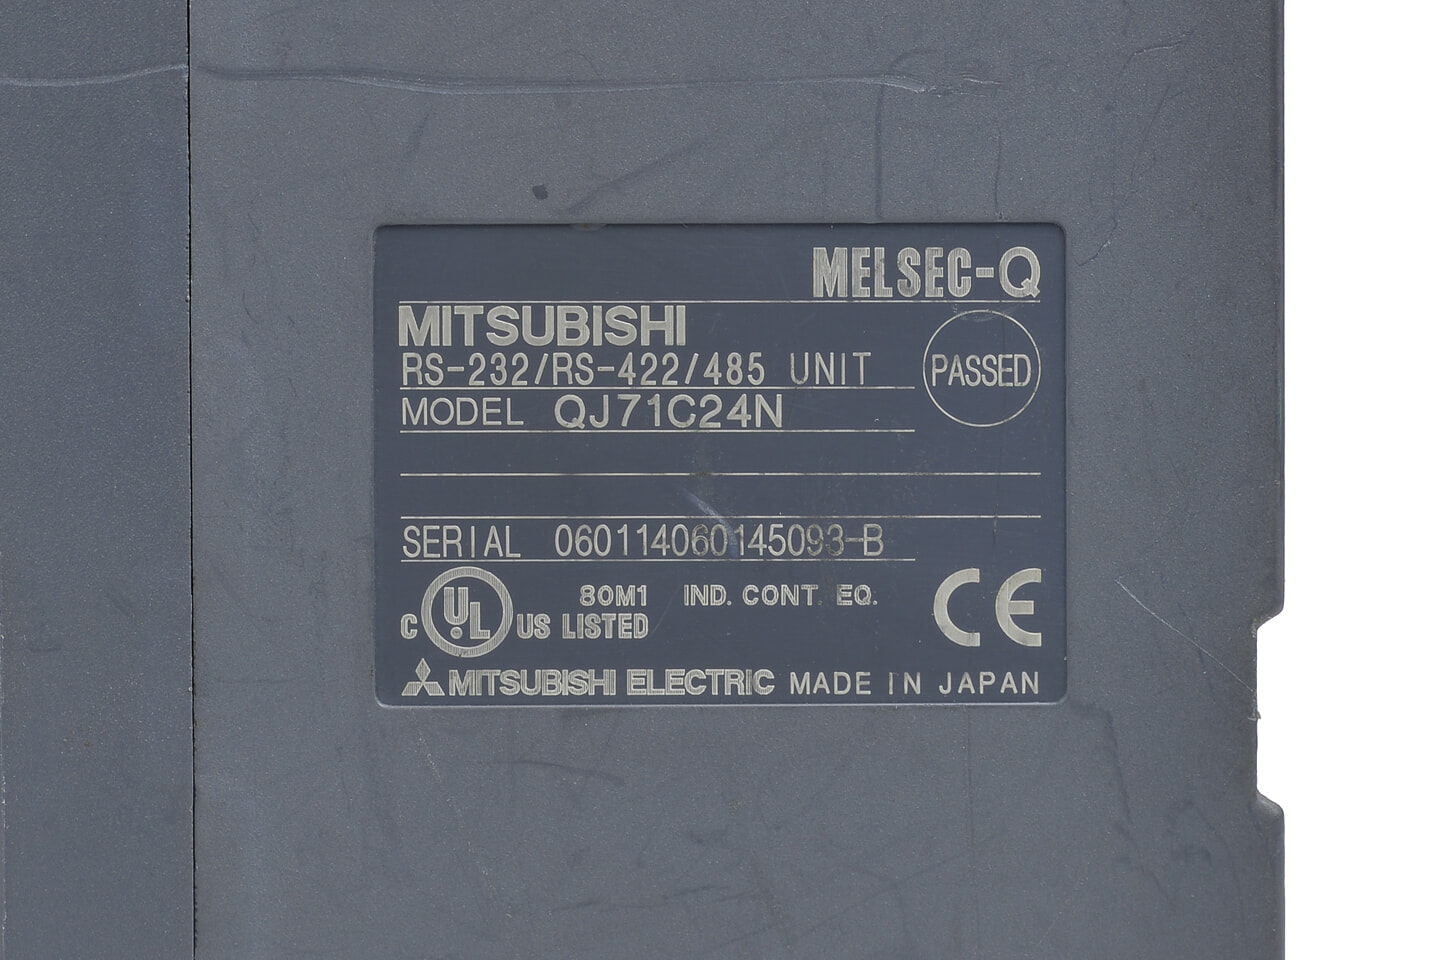 MELSEC-Q
MITSUBISHI
RS-232/RS-422/485 UNIT
PASSED
MODEL QJ71C24N
SERIAL 060114060145093-B
C UL US LISTED
80M1 IND. CONT. EQ.
CE
MITSUBISHI ELECTRIC MADE IN JAPAN